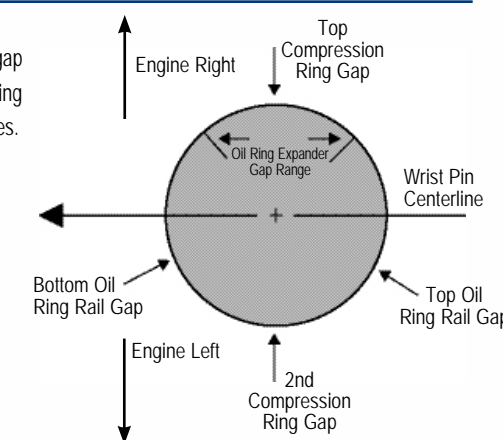 gap
ing
es.
Engine Right
Top
Compression
Ring Gap
Oil Ring Expander
Gap Range
Wrist Pin
Centerline
Bottom Oil
Ring Rail Gap
Top Oil
Ring Rail Gap
Engine Left
2nd
Compression
Ring Gap